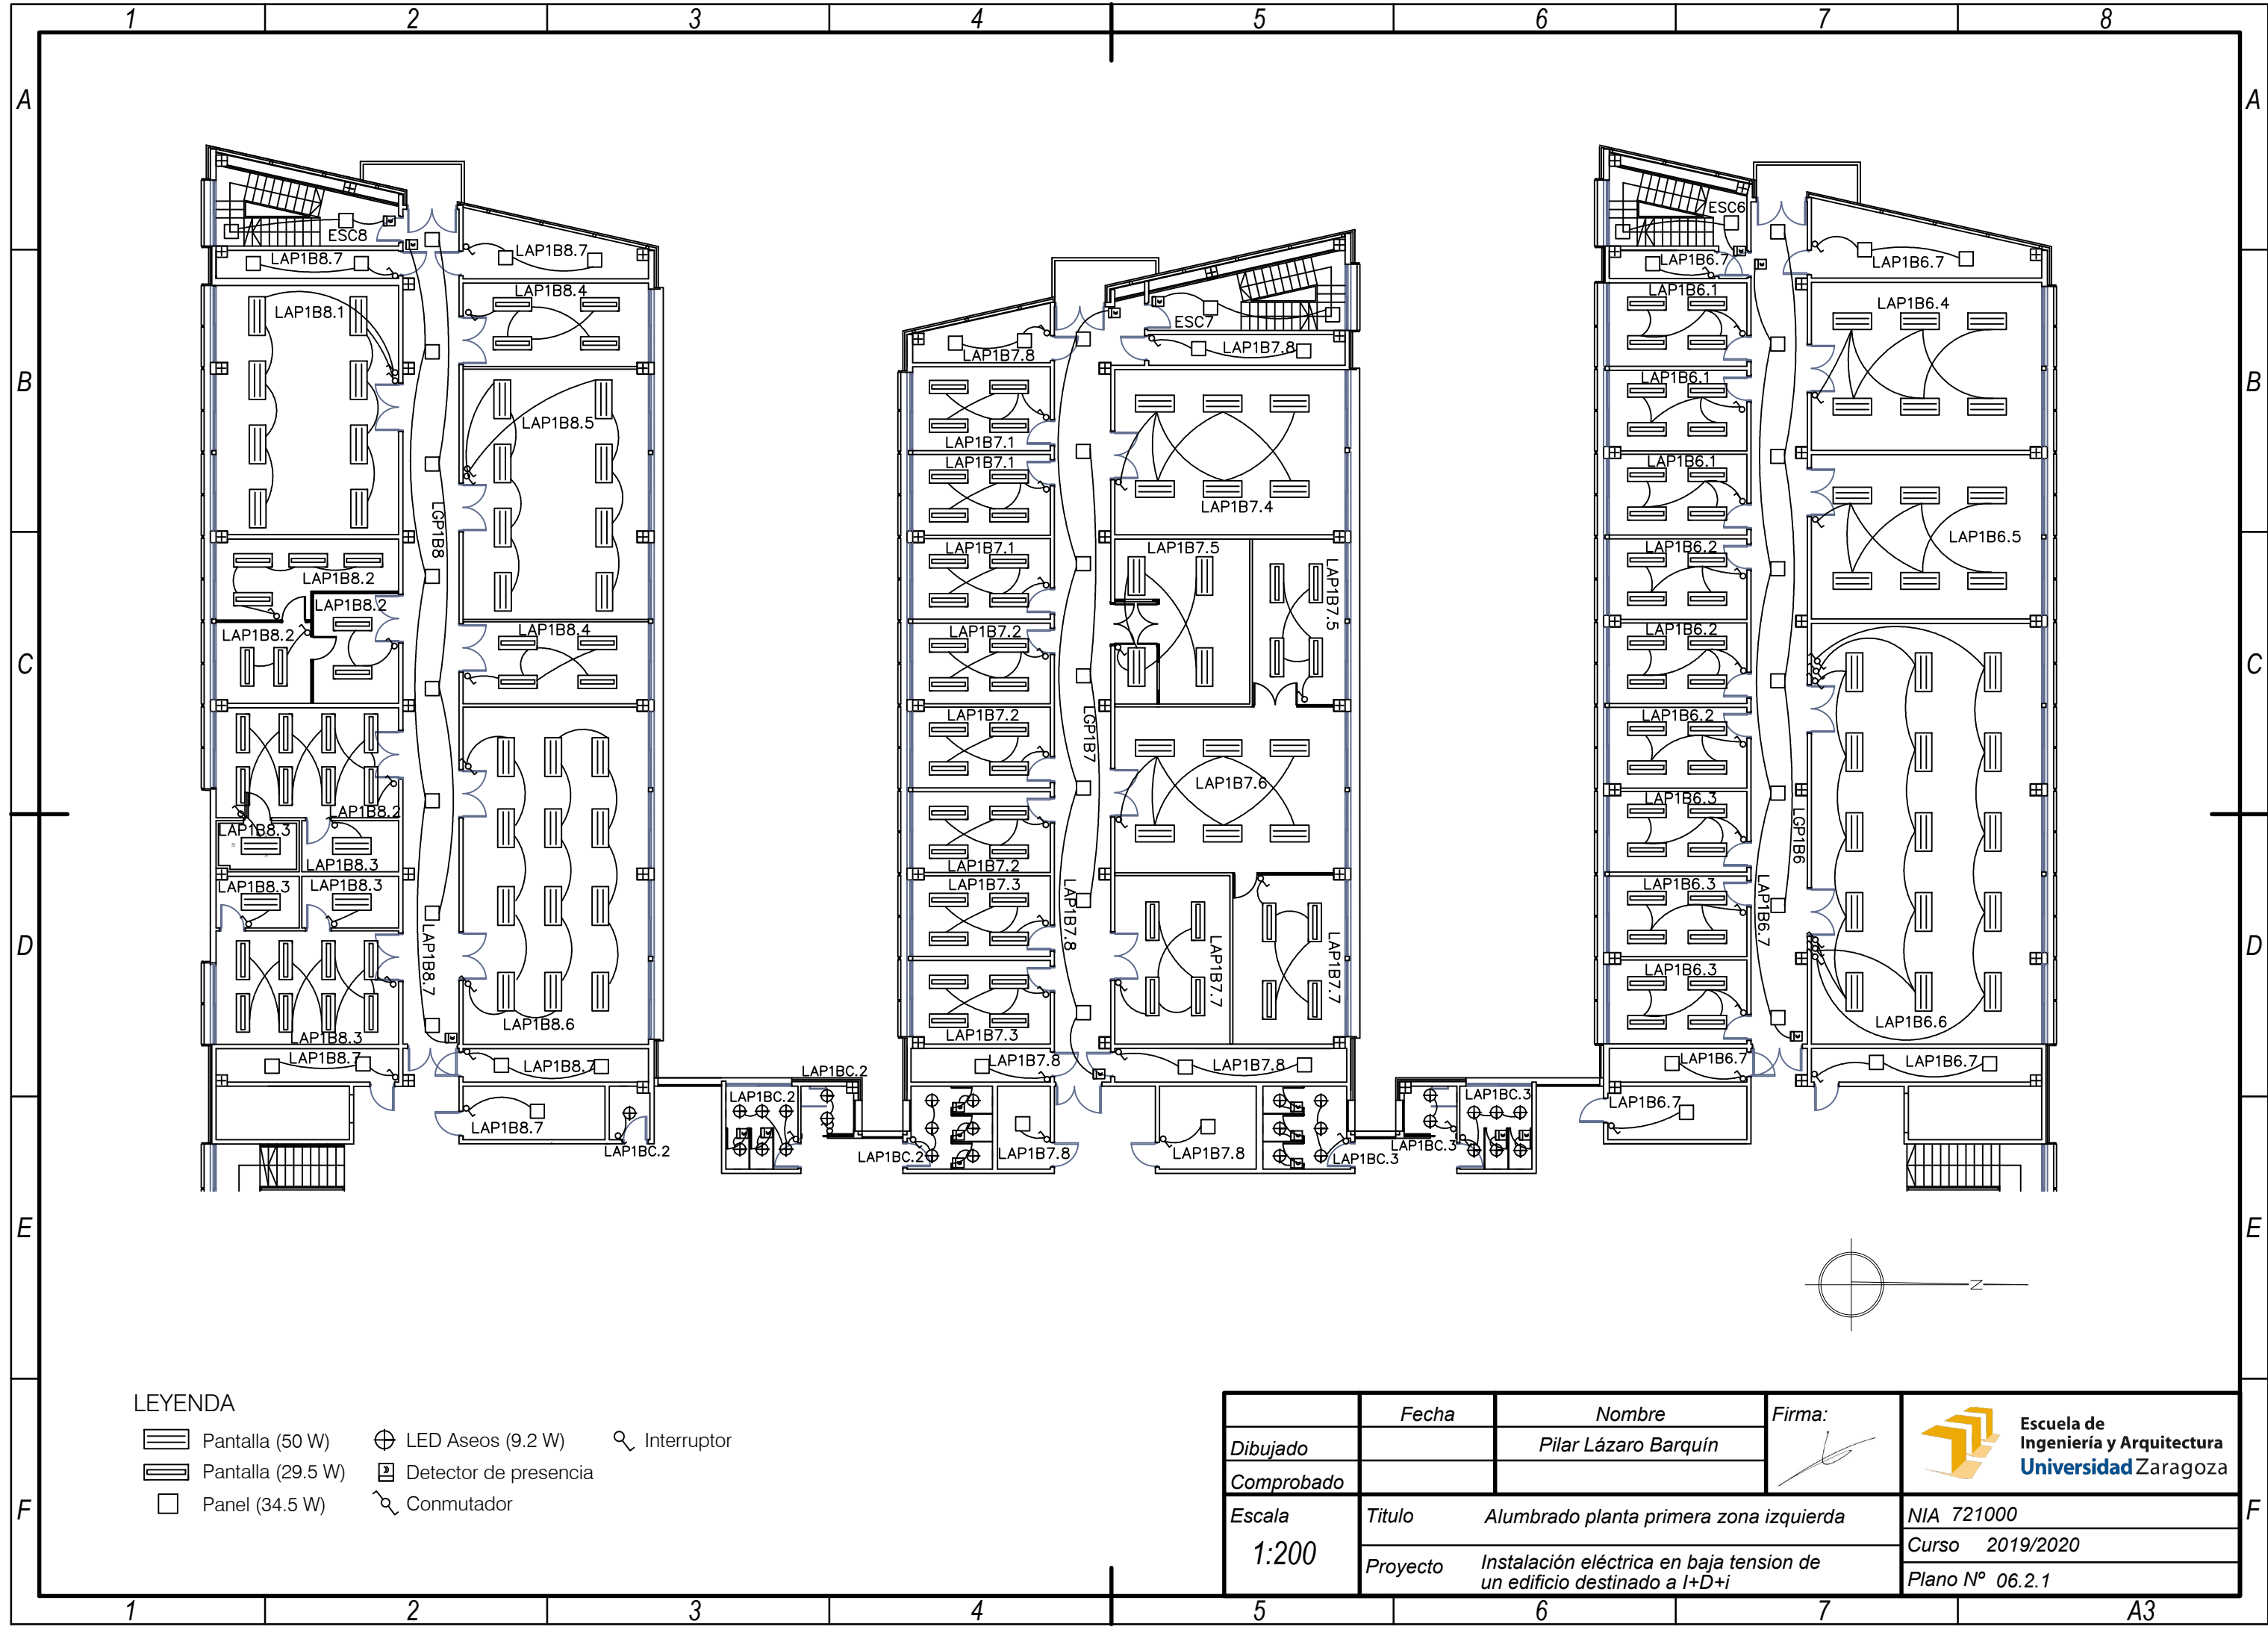 1 2 3 4 5 6 7 8
A A
B B
C C
D D
E E
F F
ESC8
LAP1B8.7
LAP1B8.7
LAP1B8.1
LAP1B8.4
LAP1B8.5
LGP1B8
LAP1B8.2
LAP1B8.2
LAP1B8.2
LAP1B8.4
LAP1B8.2
LAP1B8.3
LAP1B8.3
LAP1B8.3
LAP1B8.3
LAP1B8.7
LAP1B8.3
LAP1B8.6
LAP1B8.7
LAP1B8.7
LAP1B8.7
LAP1BC.2
LAP1BC.2
LAP1BC.2
LAP1BC.2
ESC7
LAP1B7.8
LAP1B7.8
LAP1B7.1
LAP1B7.1
LAP1B7.4
LAP1B7.1
LAP1B7.5
LAP1B7.5
LAP1B7.2
LAP1B7.2
LGP1B7
LAP1B7.6
LAP1B7.2
LAP1B7.3
LAP1B7.8
LAP1B7.7
LAP1B7.7
LAP1B7.3
LAP1B7.8
LAP1B7.8
LAP1B7.8
LAP1B7.8
LAP1BC.3
LAP1BC.3
LAP1BC.3
ESC6
LAP1B6.7
LAP1B6.7
LAP1B6.1
LAP1B6.4
LAP1B6.1
LAP1B6.1
LAP1B6.5
LAP1B6.2
LAP1B6.2
LAP1B6.2
LAP1B6.3
LGP1B6
LAP1B6.3
LAP1B6.7
LAP1B6.3
LAP1B6.6
LAP1B6.7
LAP1B6.7
LAP1B6.7
N
LEYENDA
Pantalla (50 W) LED Aseos (9.2 W) Interruptor
Pantalla (29.5 W) Detector de presencia
Panel (34.5 W) Conmutador
Fecha Nombre Firma:
Dibujado Pilar Lázaro Barquín
Comprobado
Escuela de
Ingeniería y Arquitectura
Universidad Zaragoza
Escala
1:200
Titulo Alumbrado planta primera zona izquierda
Proyecto Instalación eléctrica en baja tension de
un edificio destinado a I+D+i
NIA 721000
Curso 2019/2020
Plano Nº 06.2.1
1 2 3 4 5 6 7 A3